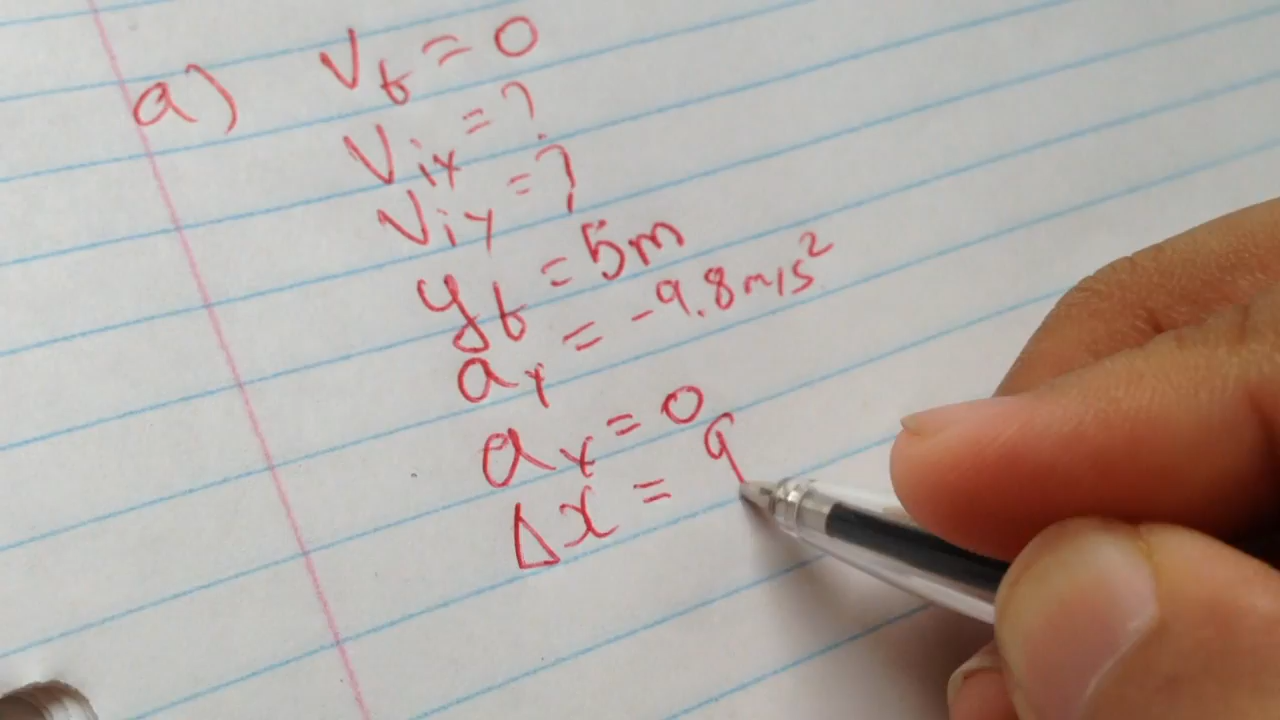 a) Vf = 0
Vix = ?
Viy = ?
yf = 5m
ay = -9.8m/s²
ax = 0
Δx = 9